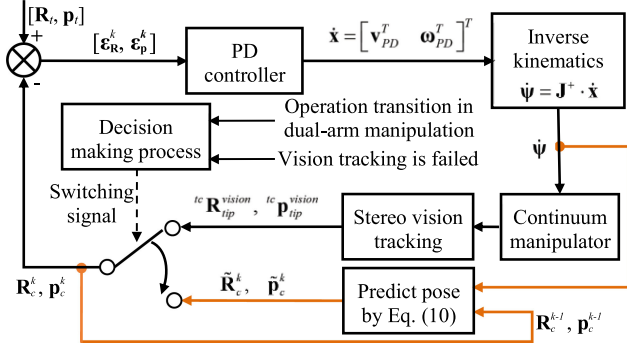 [R_t, p_t]
+
-
[ε_R^k, ε_p^k]
PD
controller
ẋ = [v_PD^T ω_PD^T]^T
Inverse
kinematics
ψ̇ = J^+ · ẋ
Decision
making process
Operation transition in
dual-arm manipulation
Vision tracking is failed
ψ̇
Switching
signal
^tc R_tip^vision, ^tc p_tip^vision
Stereo vision
tracking
Continuum
manipulator
R_c^k, p_c^k
R̃_c^k, p̃_c^k
Predict pose
by Eq. (10)
R_c^k-1, p_c^k-1